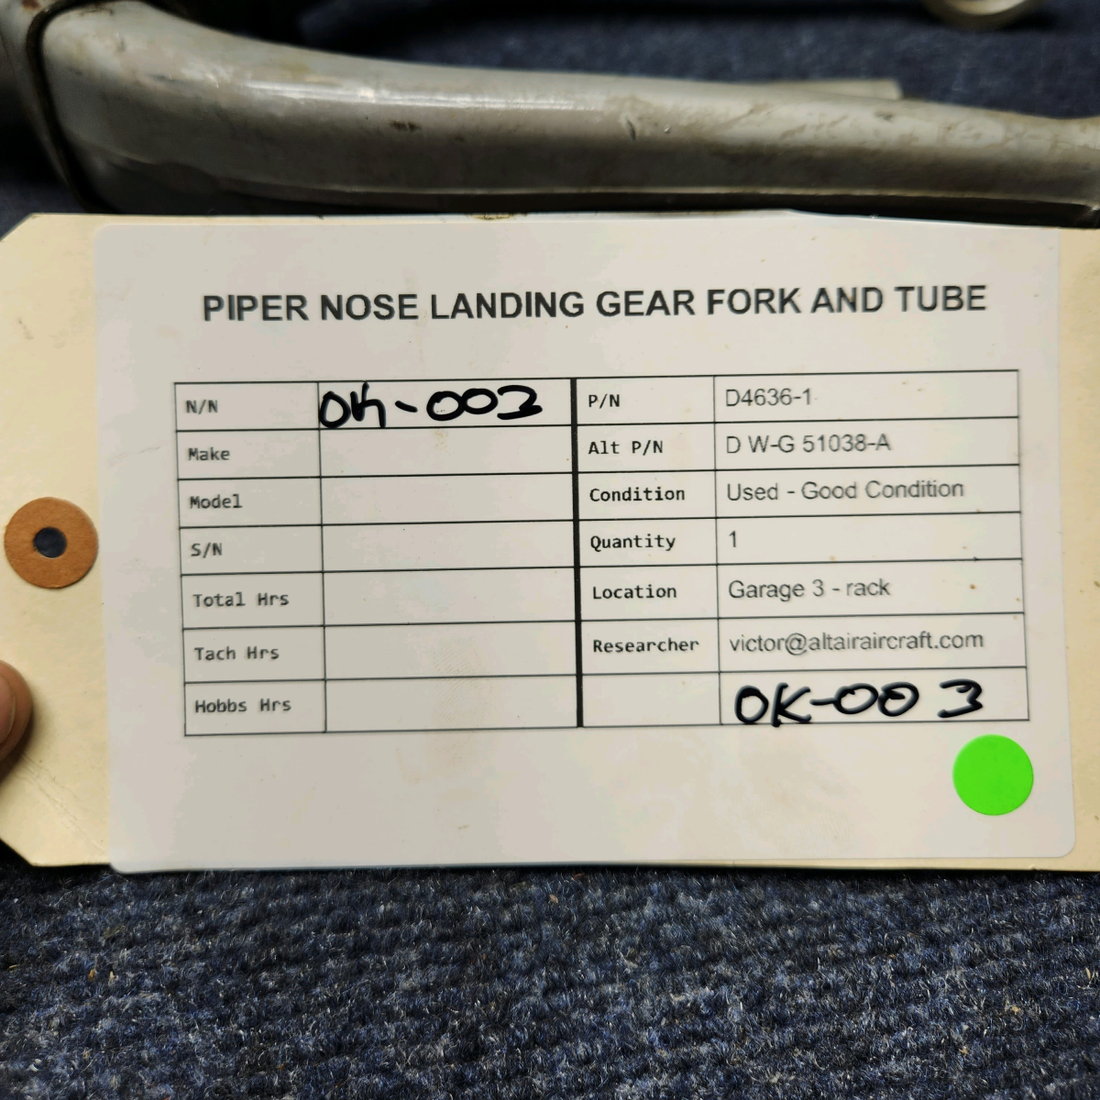 PIPER NOSE LANDING GEAR FORK AND TUBE
N/N OK-003 P/N D4636-1
Make Alt P/N D W-G 51038-A
Model Condition Used - Good Condition
S/N Quantity 1
Total Hrs Location Garage 3 - rack
Tach Hrs Researcher victor@altairaircraft.com
Hobbs Hrs OK-003